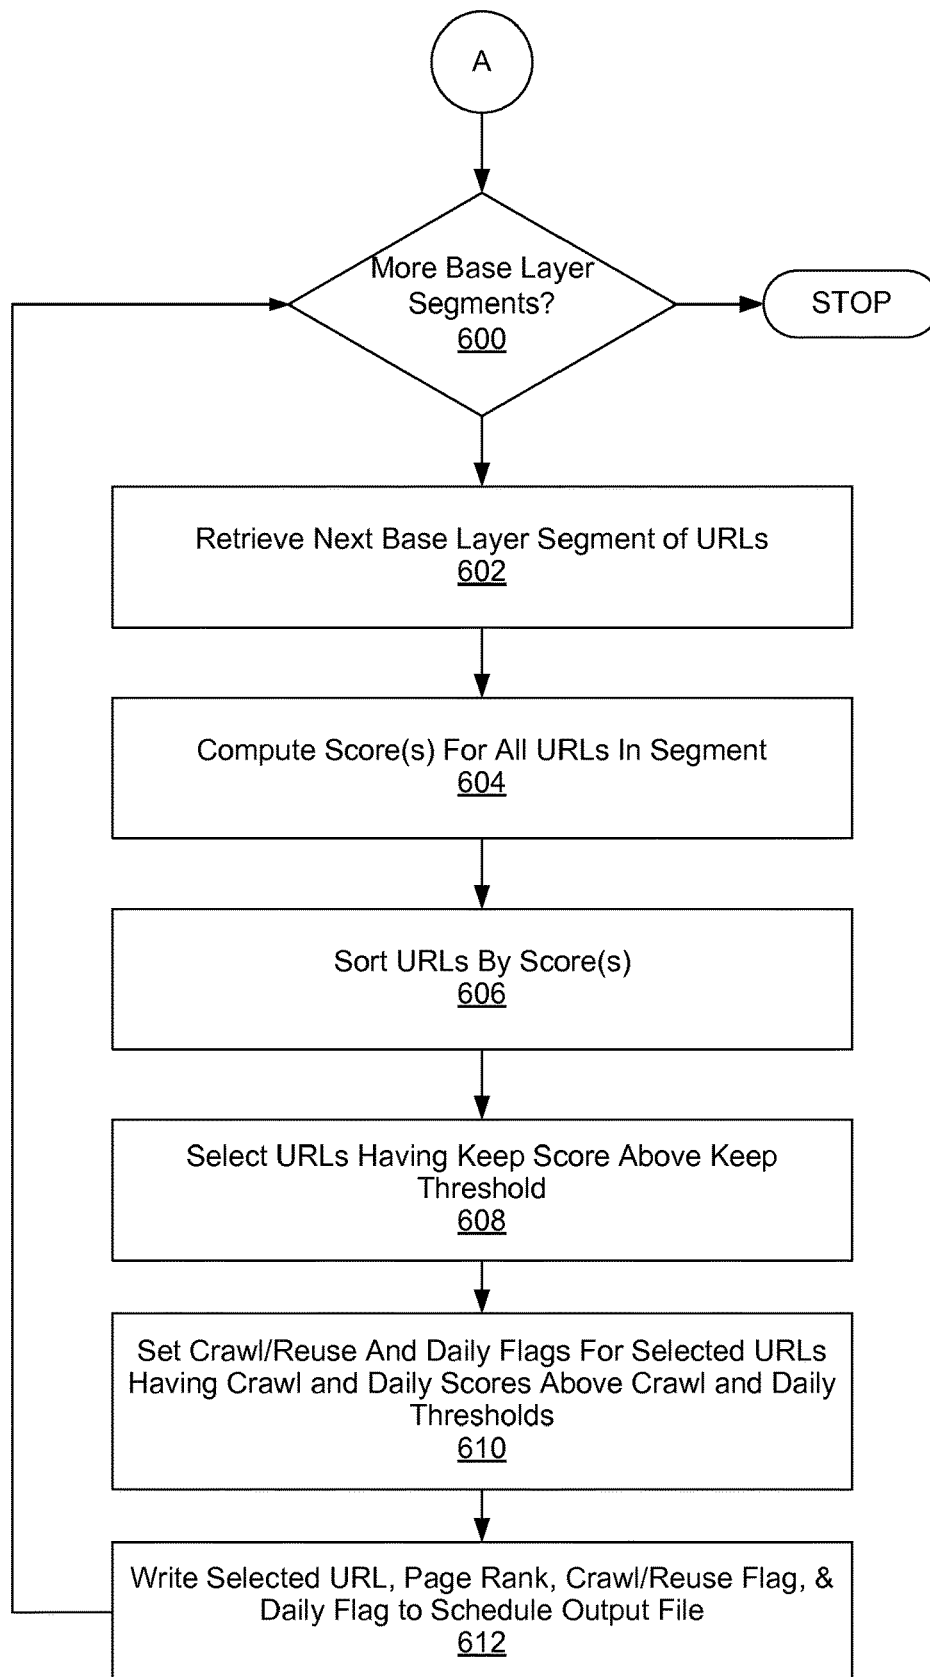 A
More Base Layer
Segments?
600
STOP
Retrieve Next Base Layer Segment of URLs
602
Compute Score(s) For All URLs In Segment
604
Sort URLs By Score(s)
606
Select URLs Having Keep Score Above Keep
Threshold
608
Set Crawl/Reuse And Daily Flags For Selected URLs
Having Crawl and Daily Scores Above Crawl and Daily
Thresholds
610
Write Selected URL, Page Rank, Crawl/Reuse Flag, &
Daily Flag to Schedule Output File
612